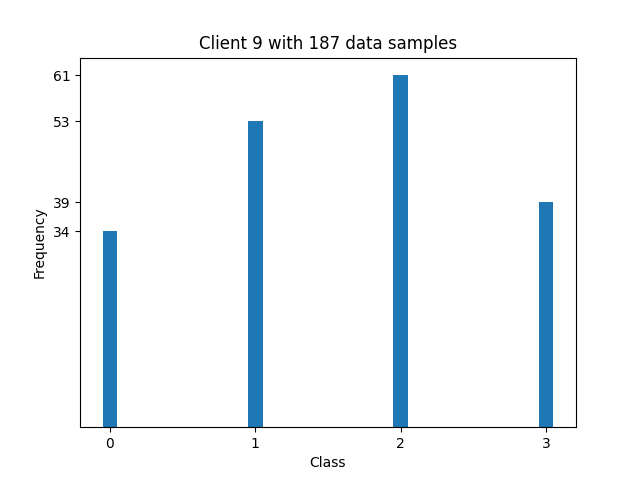 Client 9 with 187 data samples
61
53
39
34
Frequency
0 1 2 3
Class